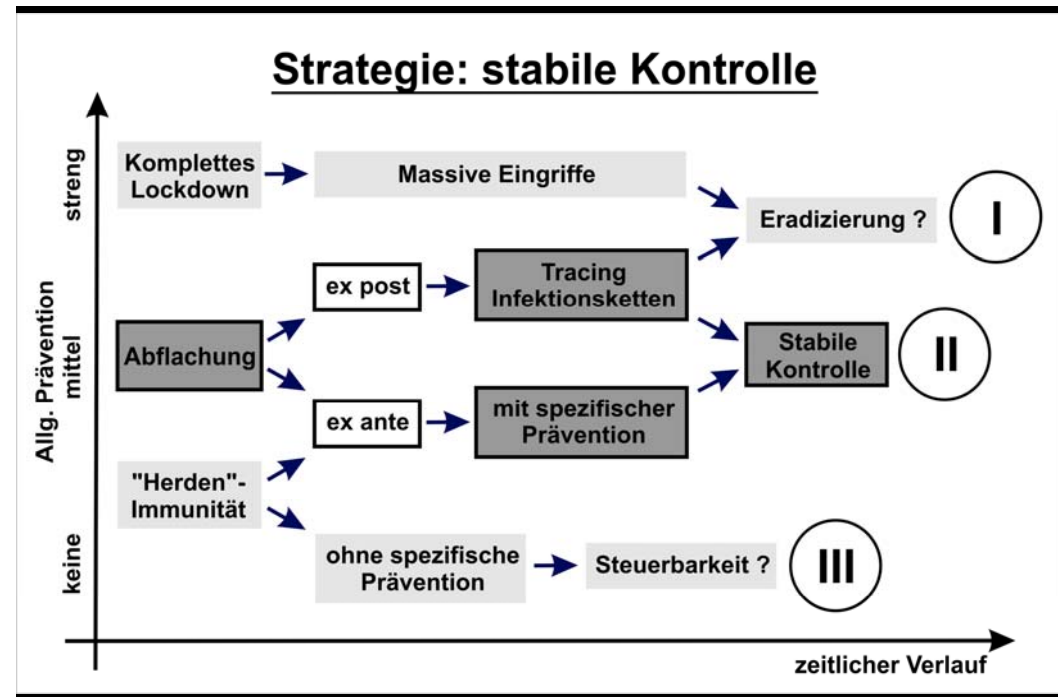 Strategie: stabile Kontrolle
Allg. Prävention
streng
mittel
keine
Komplettes
Lockdown
Massive Eingriffe
Eradizierung ?
I
ex post
Tracing
Infektionsketten
Abflachung
Stabile
Kontrolle
II
ex ante
mit spezifischer
Prävention
"Herden"-
Immunität
ohne spezifische
Prävention
Steuerbarkeit ?
III
zeitlicher Verlauf